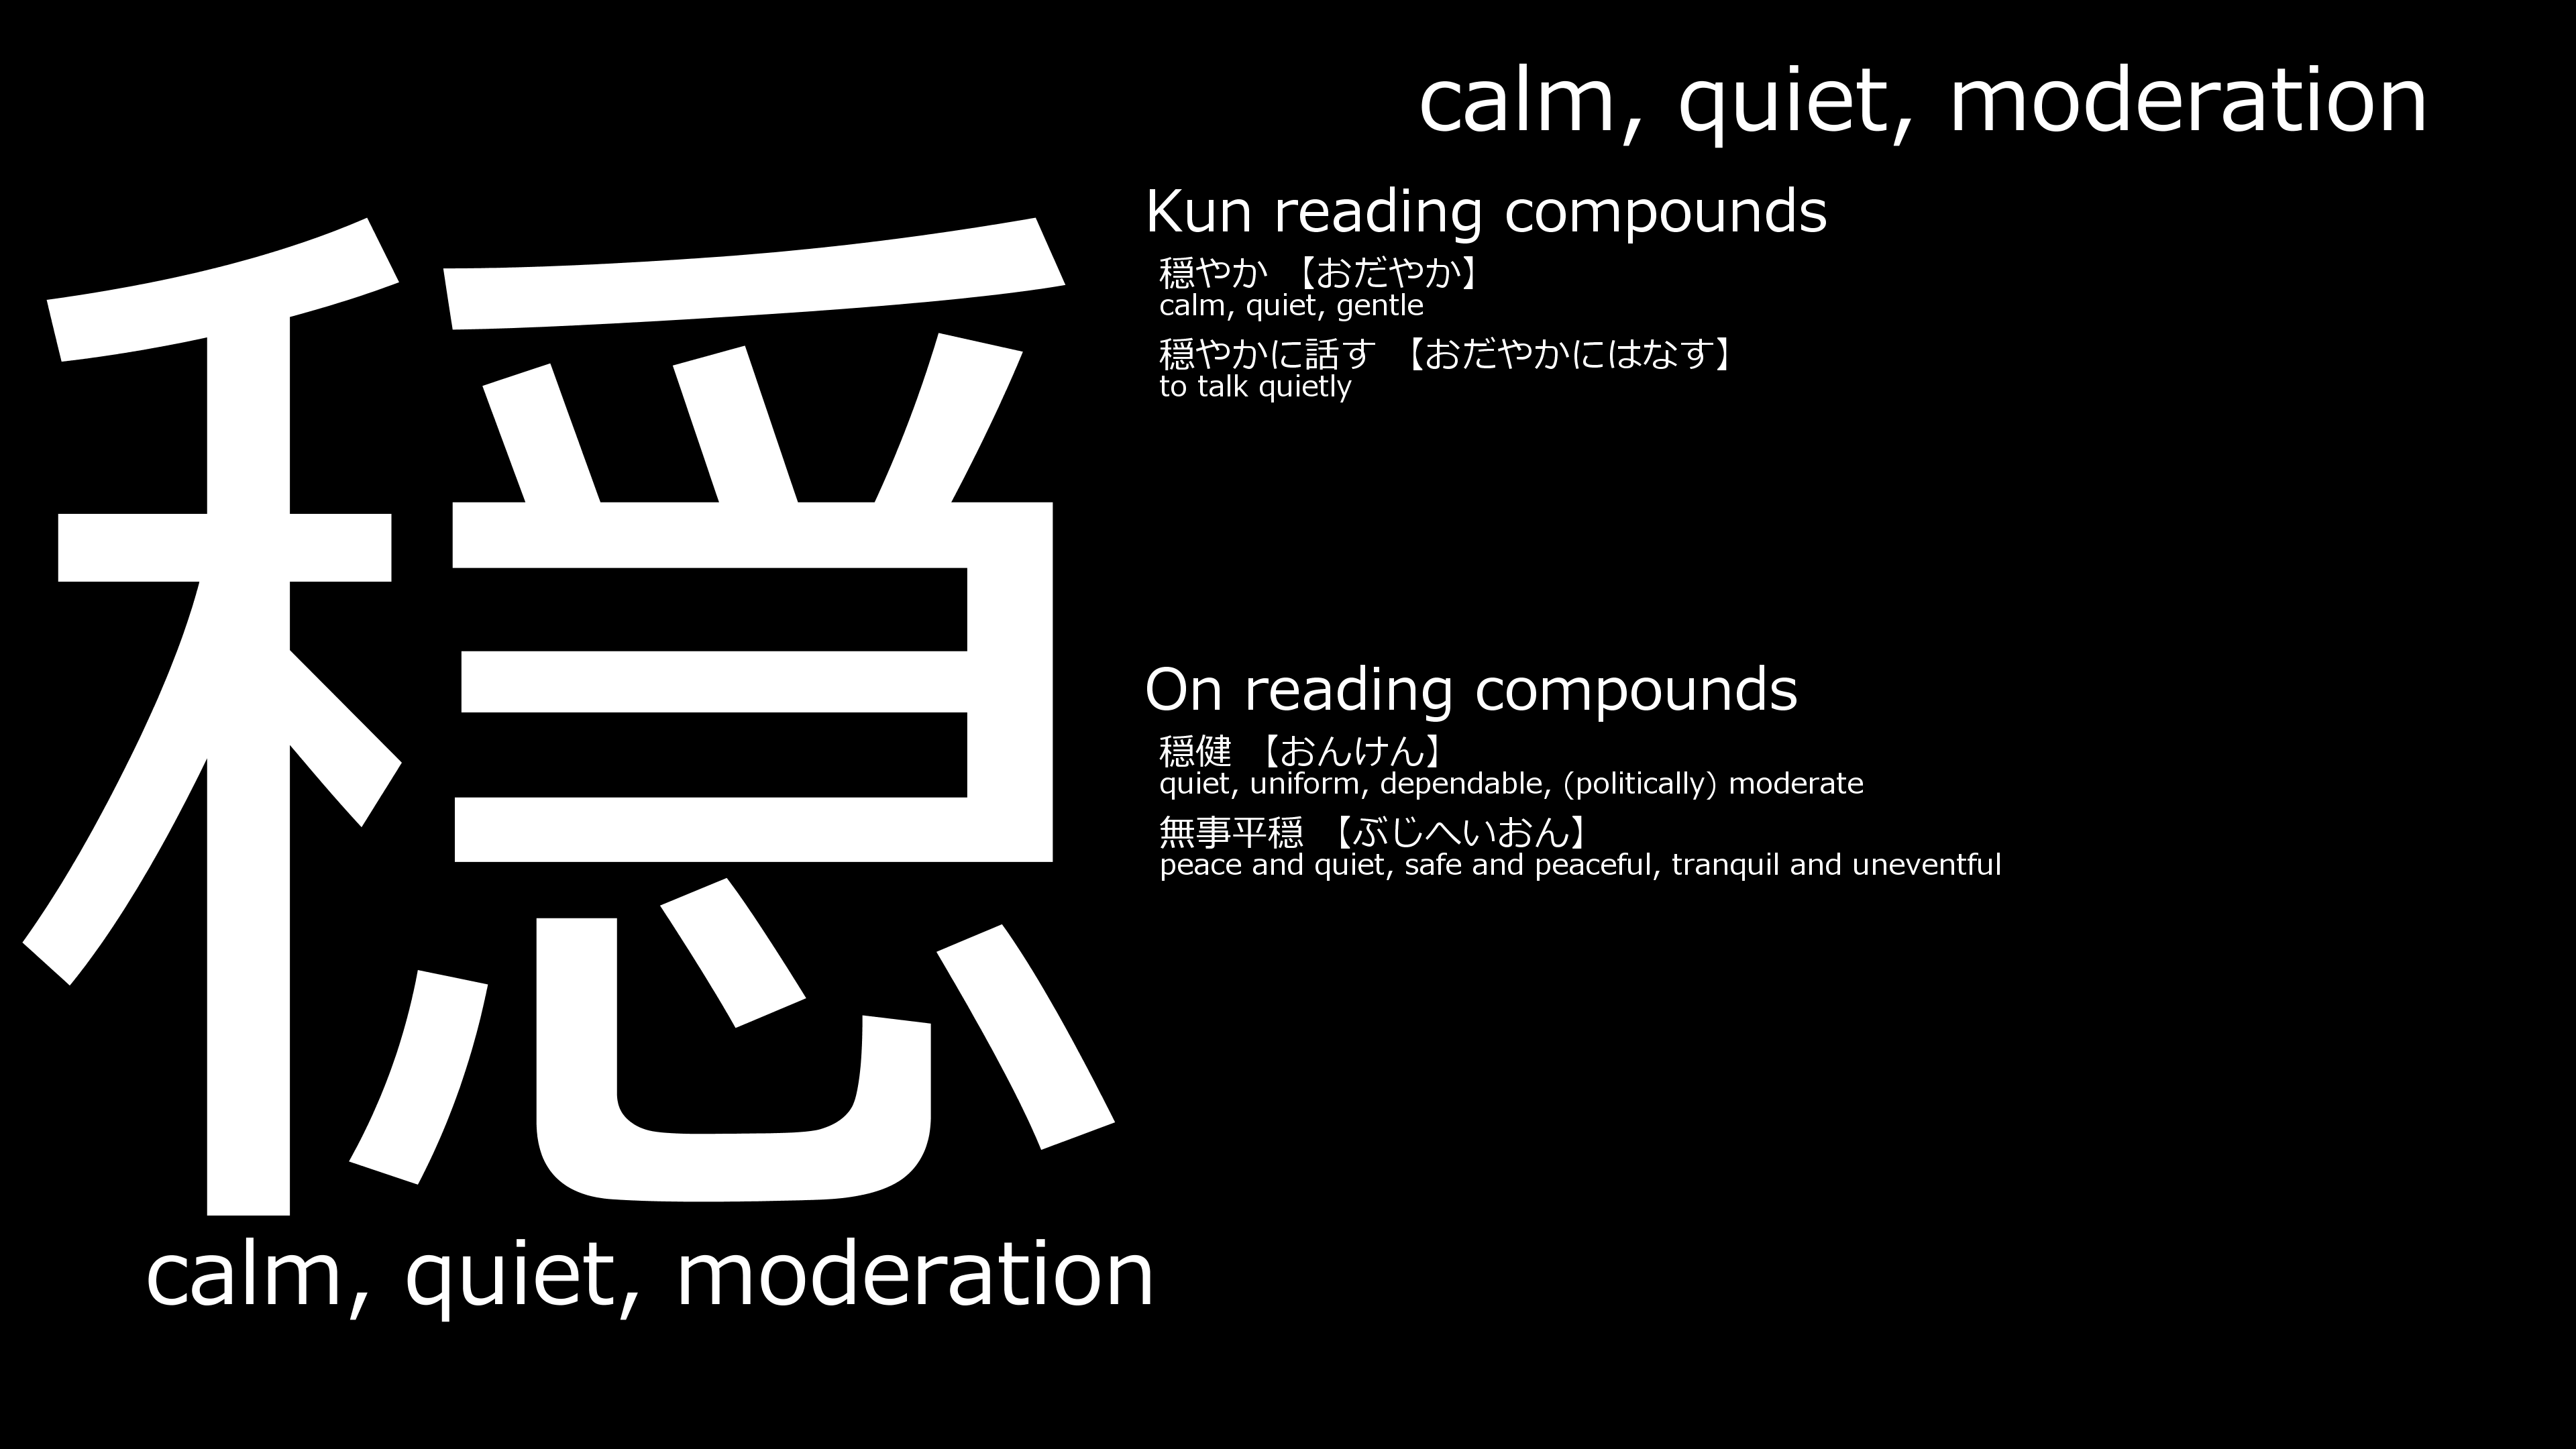 穏
calm, quiet, moderation
calm, quiet, moderation
Kun reading compounds
穏やか 【おだやか】
calm, quiet, gentle
穏やかに話す 【おだやかにはなす】
to talk quietly
On reading compounds
穏健 【おんけん】
quiet, uniform, dependable, (politically) moderate
無事平穏 【ぶじへいおん】
peace and quiet, safe and peaceful, tranquil and uneventful